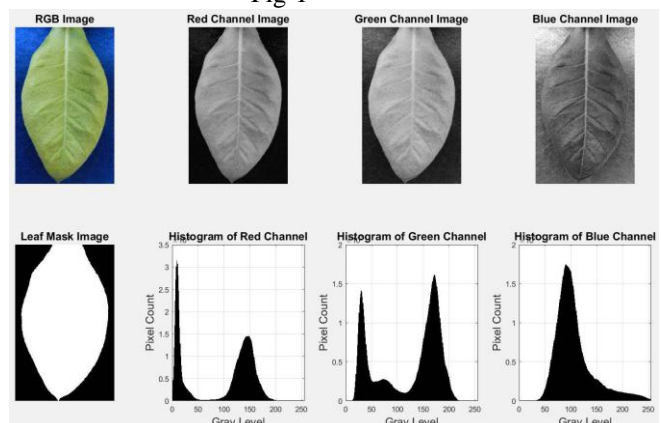 RGB Image
Red Channel Image
Green Channel Image
Blue Channel Image
Leaf Mask Image
Histogram of Red Channel
Pixel Count
3.5
3
2.5
2
1.5
1
0.5
0
0 50 100 150 200 250
Gray Level
Histogram of Green Channel
Pixel Count
2
1.5
1
0.5
0
0 50 100 150 200 250
Gray Level
Histogram of Blue Channel
Pixel Count
2
1.5
1
0.5
0
0 50 100 150 200 250
Gray Level